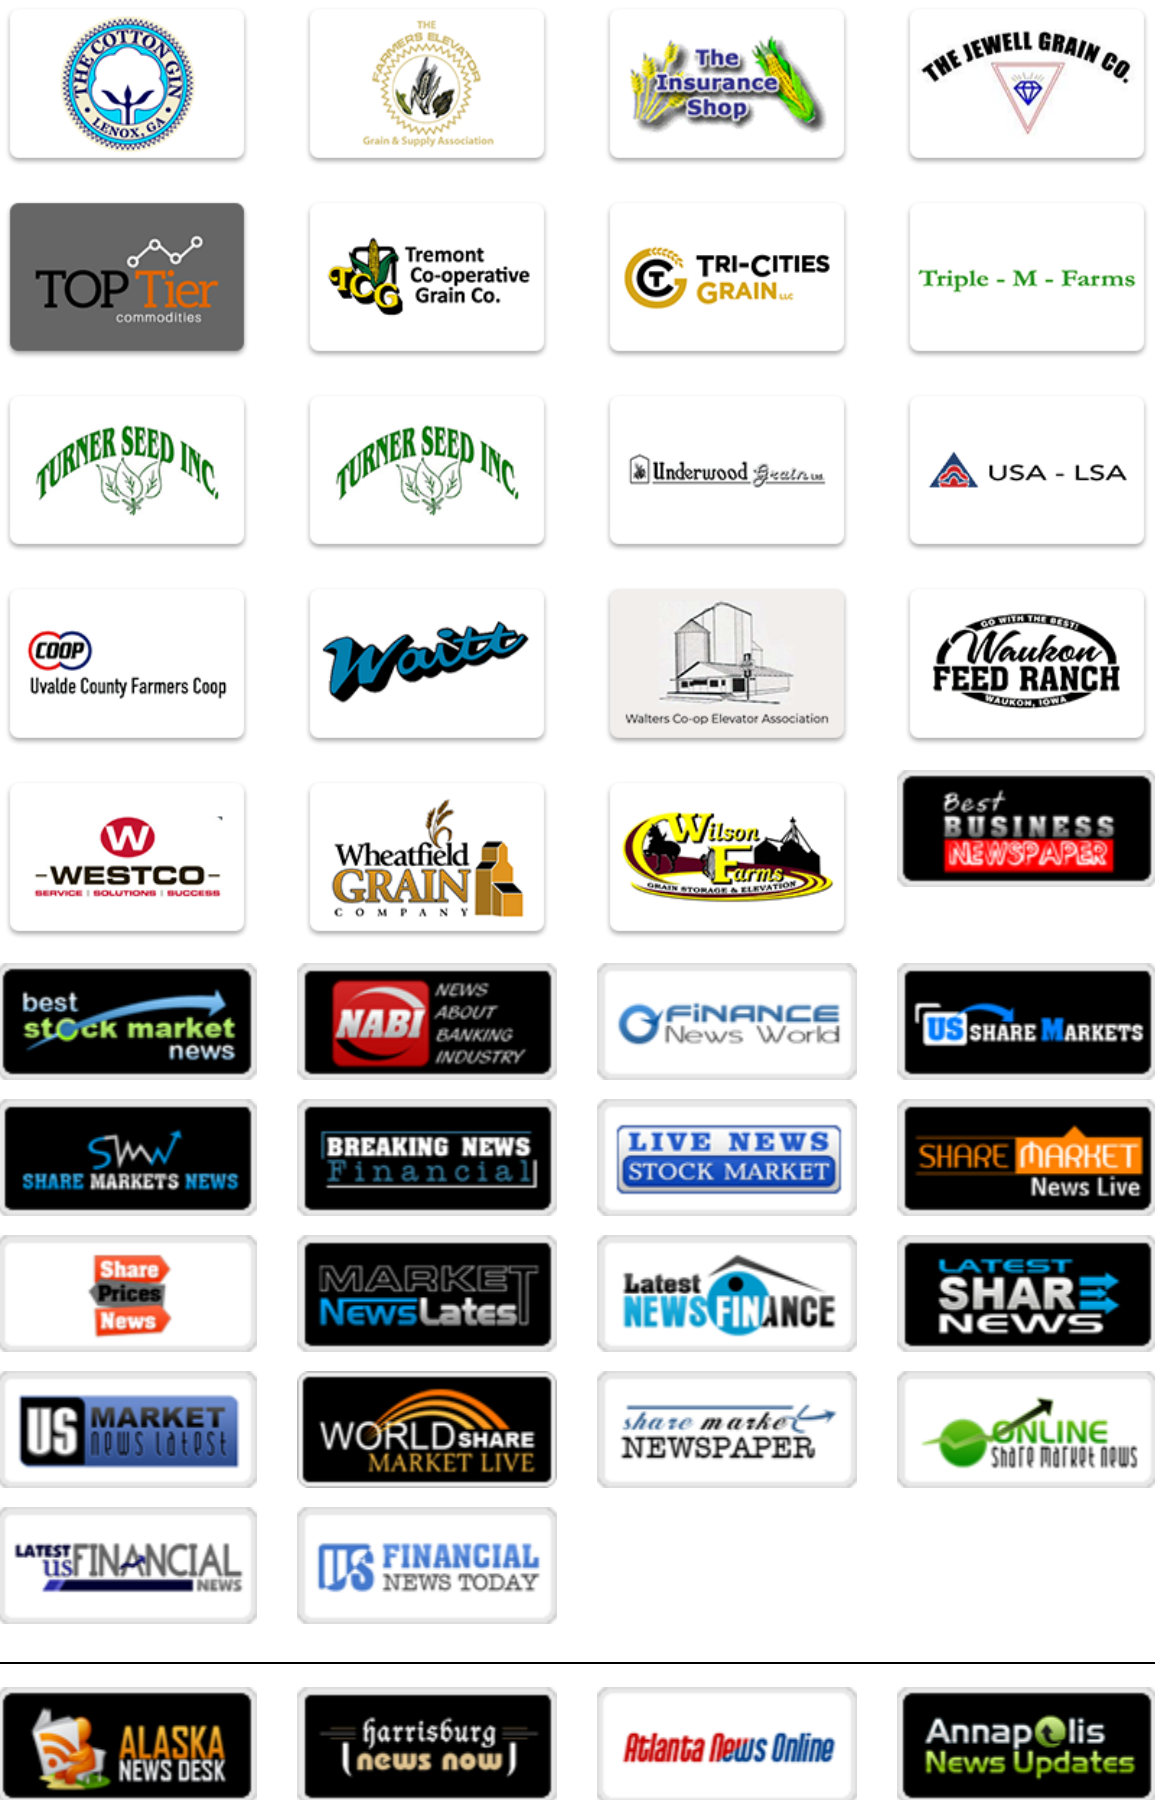 THE COTTON GIN
LENOX, GA
THE
FARMERS ELEVATOR
Grain & Supply Association
The
Insurance
Shop
THE JEWELL GRAIN CO.
TOP Tier
commodities
TCG
Tremont
Co-operative
Grain Co.
CT
TRI-CITIES
GRAIN LLC
Triple - M - Farms
TURNER SEED INC.
TURNER SEED INC.
Underwood Grain Ltd.
USA - LSA
COOP
Uvalde County Farmers Coop
Waitt
Walters Co-op Elevator Association
GO WITH THE BEST!
Waukon
FEED RANCH
WAUKON, IOWA
W
-WESTCO-
SERVICE | SOLUTIONS | SUCCESS
Wheatfield
GRAIN
COMPANY
Wilson
Farms
GRAIN STORAGE & ELEVATION
Best
BUSINESS
NEWSPAPER
best
stock market
news
NABI
NEWS
ABOUT
BANKING
INDUSTRY
FiNANCE
News World
US SHARE MARKETS
SMN
SHARE MARKETS NEWS
BREAKING NEWS
Financial
LIVE NEWS
STOCK MARKET
SHARE MARKET
News Live
Share
Prices
News
MARKET
NewsLatest
Latest
NEWSFINANCE
LATEST
SHARE
NEWS
US MARKET
news latest
WORLD SHARE
MARKET LIVE
share market
NEWSPAPER
ONLINE
share market news
LATEST
us FINANCIAL
NEWS
US FINANCIAL
NEWS TODAY
ALASKA
NEWS DESK
harrisburg
news now
Atlanta News Online
Annapolis
News Updates